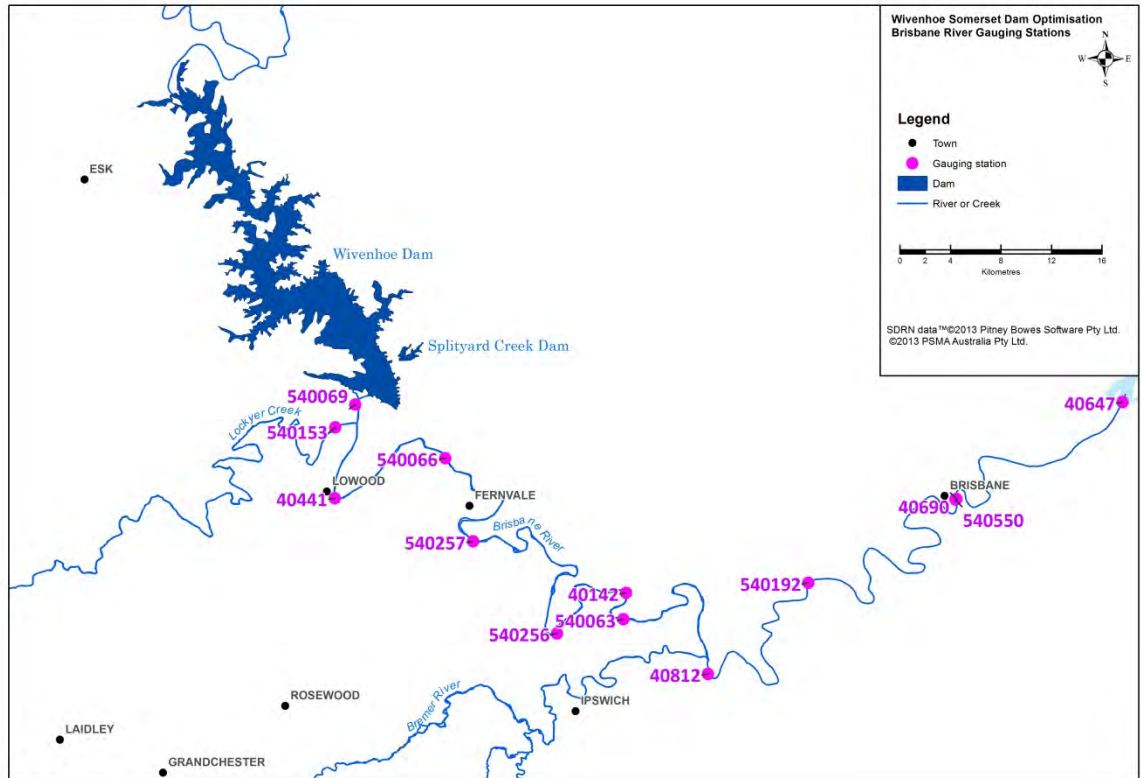 Wivenhoe Somerset Dam Optimisation
Brisbane River Gauging Stations
N
W
E
S
Legend
Town
Gauging station
Dam
River or Creek
0 2 4 8 12 16
Kilometres
SDRN data™©2013 Pitney Bowes Software Pty Ltd.
©2013 PSMA Australia Pty Ltd.
ESK
Wivenhoe Dam
Splityard Creek Dam
540069
Lockyer Creek
540153
540066
LOWOOD
40441
FERNVALE
540257
Brisbane River
40647
BRISBANE
40690
540550
540192
40142
540063
540256
40812
ROSEWOOD
IPSWICH
Bremer River
LAIDLEY
GRANDCHESTER